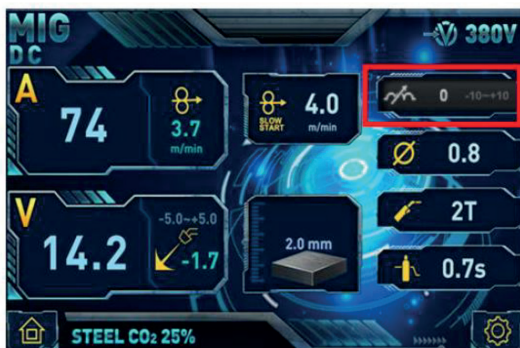 MIG
DC
380V
A
74
3.7
m/min
SLOW
START
4.0
m/min
0 -10~+10
0.8
2T
0.7s
V
14.2
-5.0~+5.0
-1.7
2.0 mm
STEEL CO₂ 25%